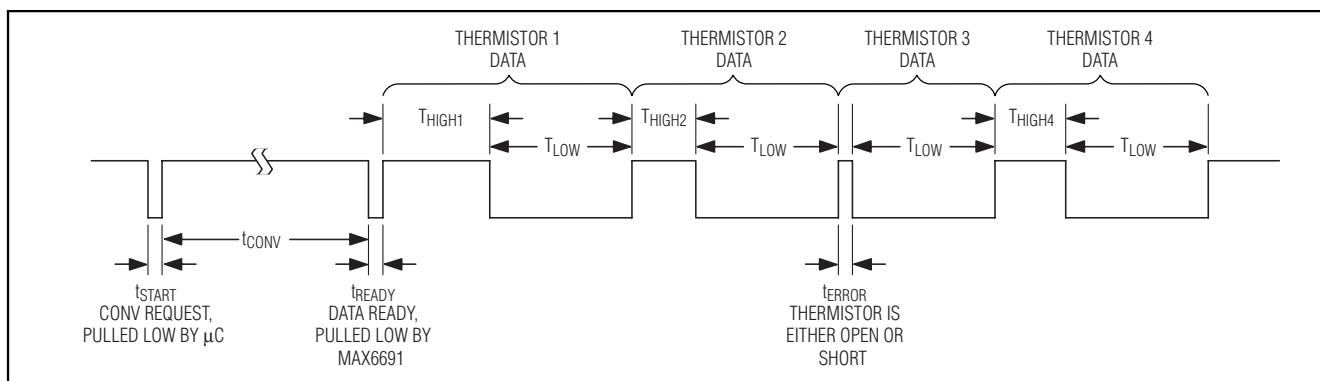 THERMISTOR 1
DATA
THERMISTOR 2
DATA
THERMISTOR 3
DATA
THERMISTOR 4
DATA
THIGH1
THIGH2
THIGH4
TLOW
TLOW
TLOW
TLOW
tCONV
tSTART
CONV REQUEST,
PULLED LOW BY μC
tREADY
DATA READY,
PULLED LOW BY
MAX6691
tERROR
THERMISTOR IS
EITHER OPEN OR
SHORT